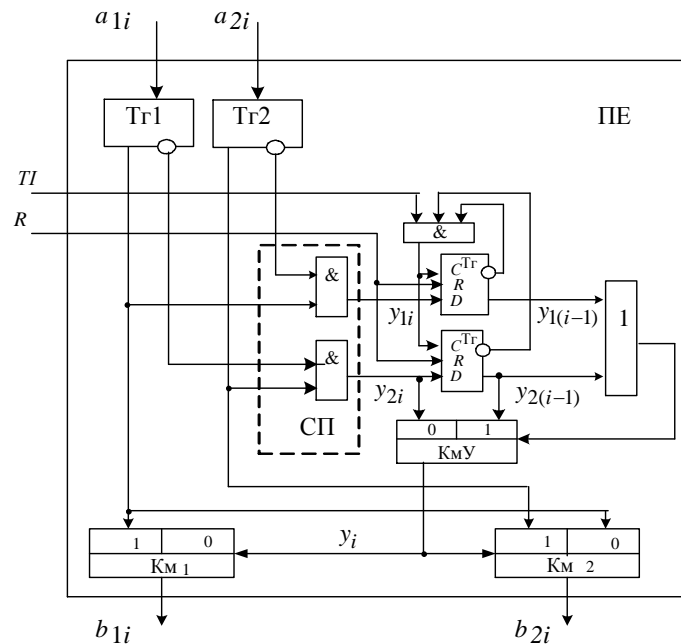 a1i
a2i
Тг1
Тг2
ПЕ
TI
R
&
&
C Тг
R
D
y1i
y1(i−1)
1
&
C Тг
R
D
y2i
y2(i−1)
СП
0 1
КмУ
1 0
Км 1
yi
1 0
Км 2
b1i
b2i